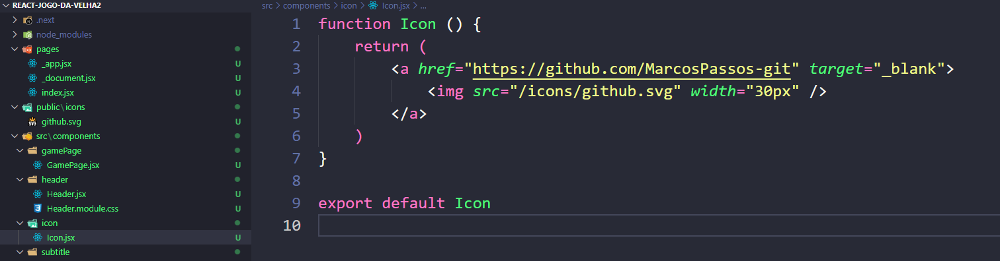 REACT-JOGO-DA-VELHA2
.next
node_modules
pages
_app.jsx U
_document.jsx U
index.jsx U
public\icons
github.svg U
src\components
gamePage
GamePage.jsx U
header
Header.jsx U
Header.module.css U
icon
Icon.jsx U
subtitle
src > components > icon > Icon.jsx > ...
1 function Icon () {
2 return (
3 <a href="https://github.com/MarcosPassos-git" target="_blank">
4 <img src="/icons/github.svg" width="30px" />
5 </a>
6 )
7 }
8
9 export default Icon
10